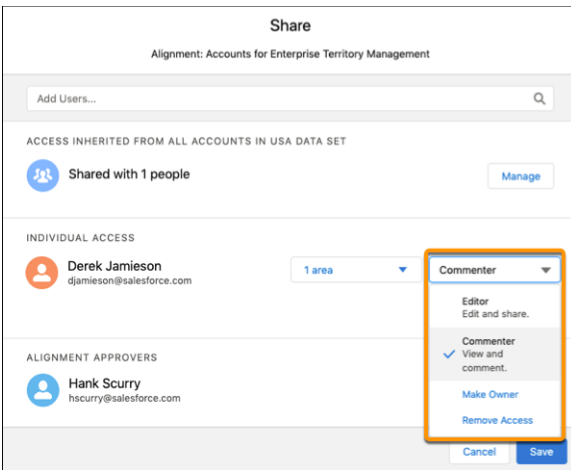 Share
Alignment: Accounts for Enterprise Territory Management
Add Users...
ACCESS INHERITED FROM ALL ACCOUNTS IN USA DATA SET
Shared with 1 people
Manage
INDIVIDUAL ACCESS
Derek Jamieson
djamieson@salesforce.com
1 area
Commenter
Editor
Edit and share.
Commenter
View and
comment.
Make Owner
Remove Access
ALIGNMENT APPROVERS
Hank Scurry
hscurry@salesforce.com
Cancel
Save